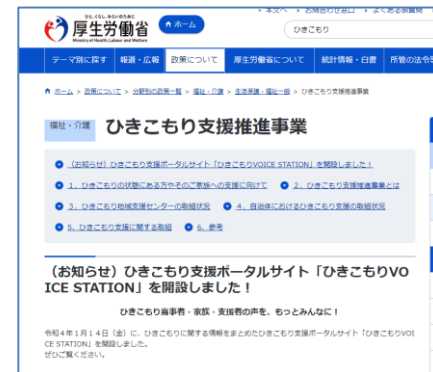 本文へ お問合わせ窓口 よくある御質問
ひと、くらし、みらいのために
厚生労働省
Ministry of Health, Labour and Welfare
ホーム
ひきこもり
テーマ別に探す 報道・広報 政策について 厚生労働省について 統計情報・白書 所管の法令
ホーム > 政策について > 分野別の政策一覧 > 福祉・介護 > 生活保護・福祉一般 > ひきこもり支援推進事業
福祉・介護 ひきこもり支援推進事業
(お知らせ)ひきこもり支援ポータルサイト「ひきこもりVOICE STATION」を開設しました!
1.ひきこもりの状態にある方やそのご家族への支援に向けて 2.ひきこもり支援推進事業とは
3.ひきこもり地域支援センターの取組状況 4.自治体におけるひきこもり支援の取組状況
5.ひきこもり支援に関する取組 6.参考
(お知らせ)ひきこもり支援ポータルサイト「ひきこもりVO
ICE STATION」を開設しました!
ひきこもり当事者・家族・支援者の声を、もっとみんなに!
令和4年1月14日(金)に、ひきこもりに関する情報をまとめたひきこもり支援ポータルサイト「ひきこもりVOI
CE STATION」を開設しました。
ぜひご覧ください。